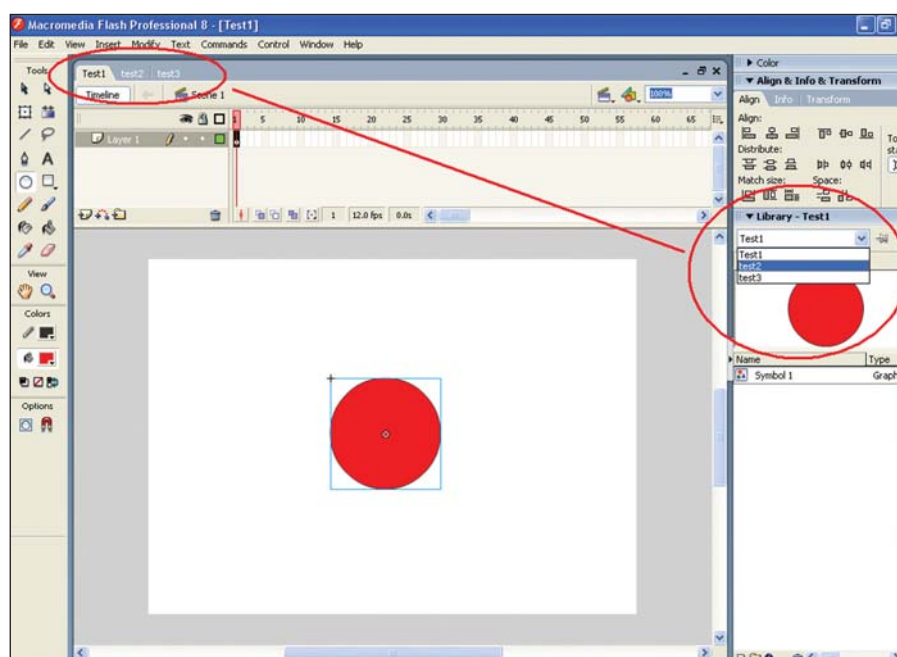 Macromedia Flash Professional 8 - [Test1]
File Edit View Insert Modify Text Commands Control Window Help
Tools
View
Colors
Options
Test1 test2 test3
Timeline Scene 1 100%
1 5 10 15 20 25 30 35 40 45 50 55 60 65
Layer 1
1 12.0 fps 0.0s
Color
Align & Info & Transform
Align Info Transform
Align:
To
Distribute:
sta
Match size: Space:
Library - Test1
Test1
Test1
test2
test3
Name Type
Symbol 1 Graph